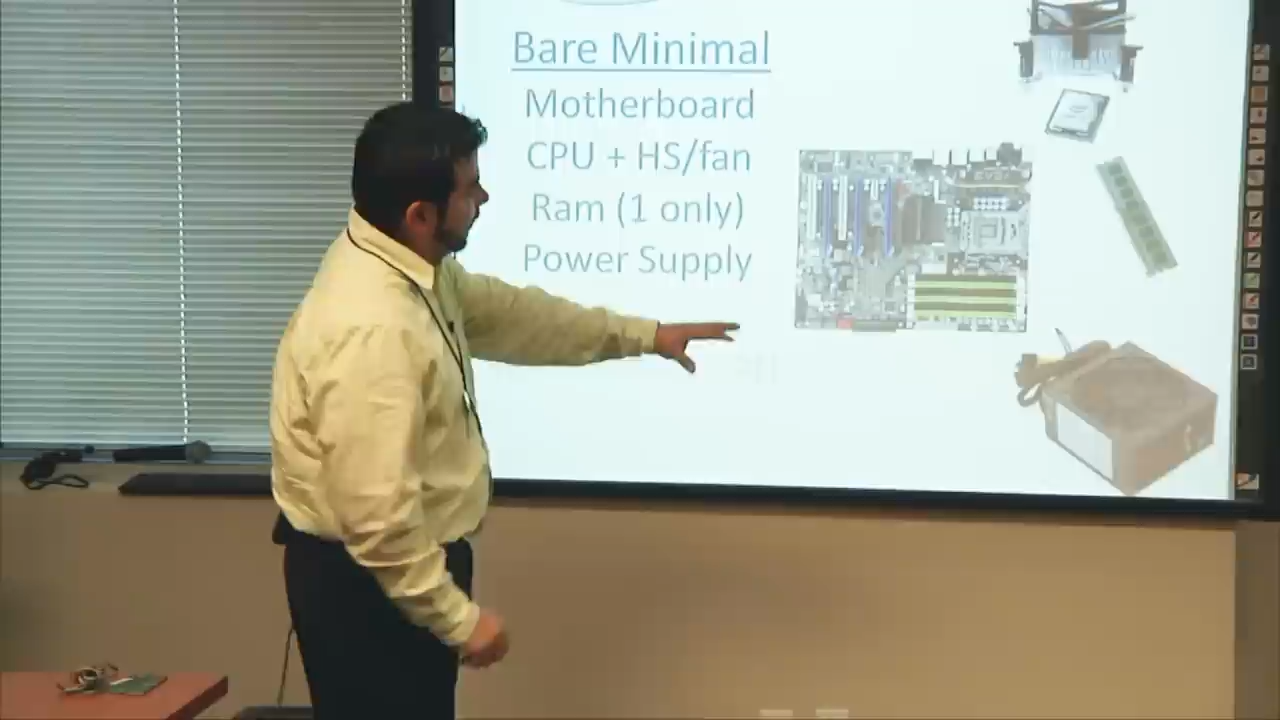 Bare Minimal
Motherboard
CPU + HS/fan
Ram (1 only)
Power Supply